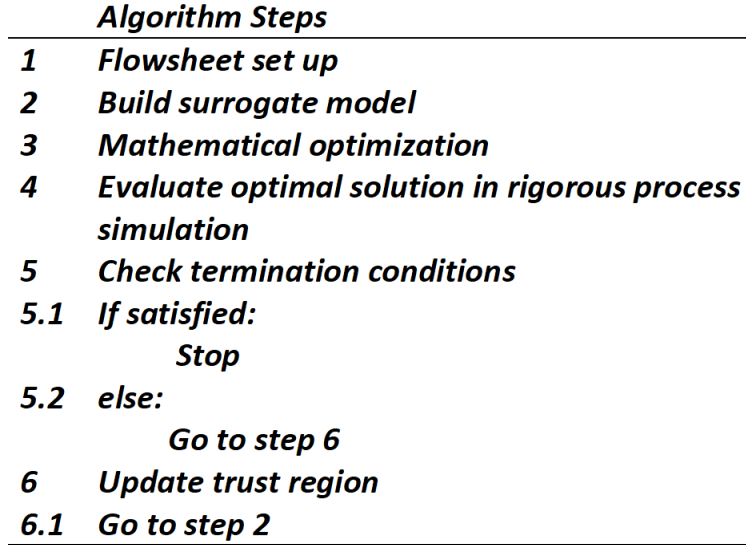 Algorithm Steps
1 Flowsheet set up
2 Build surrogate model
3 Mathematical optimization
4 Evaluate optimal solution in rigorous process
simulation
5 Check termination conditions
5.1 If satisfied:
Stop
5.2 else:
Go to step 6
6 Update trust region
6.1 Go to step 2